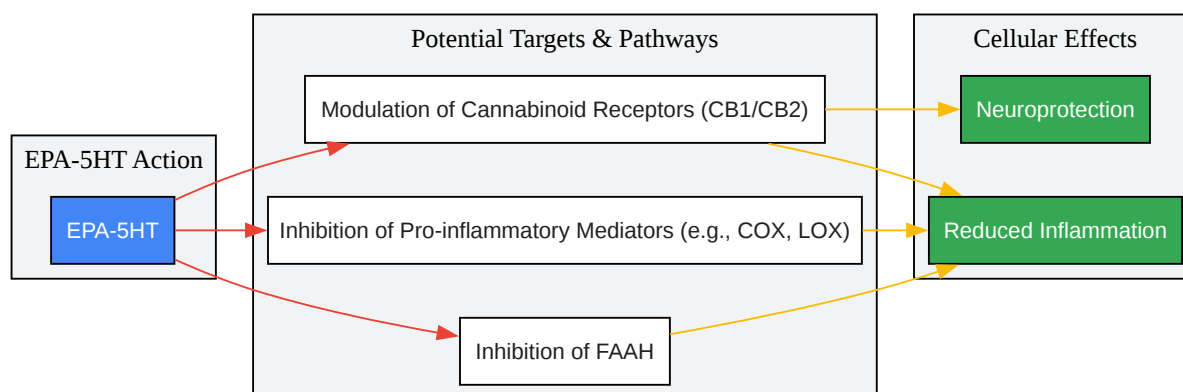 EPA-5HT Action
EPA-5HT
Potential Targets & Pathways
Modulation of Cannabinoid Receptors (CB1/CB2)
Inhibition of Pro-inflammatory Mediators (e.g., COX, LOX)
Inhibition of FAAH
Cellular Effects
Neuroprotection
Reduced Inflammation